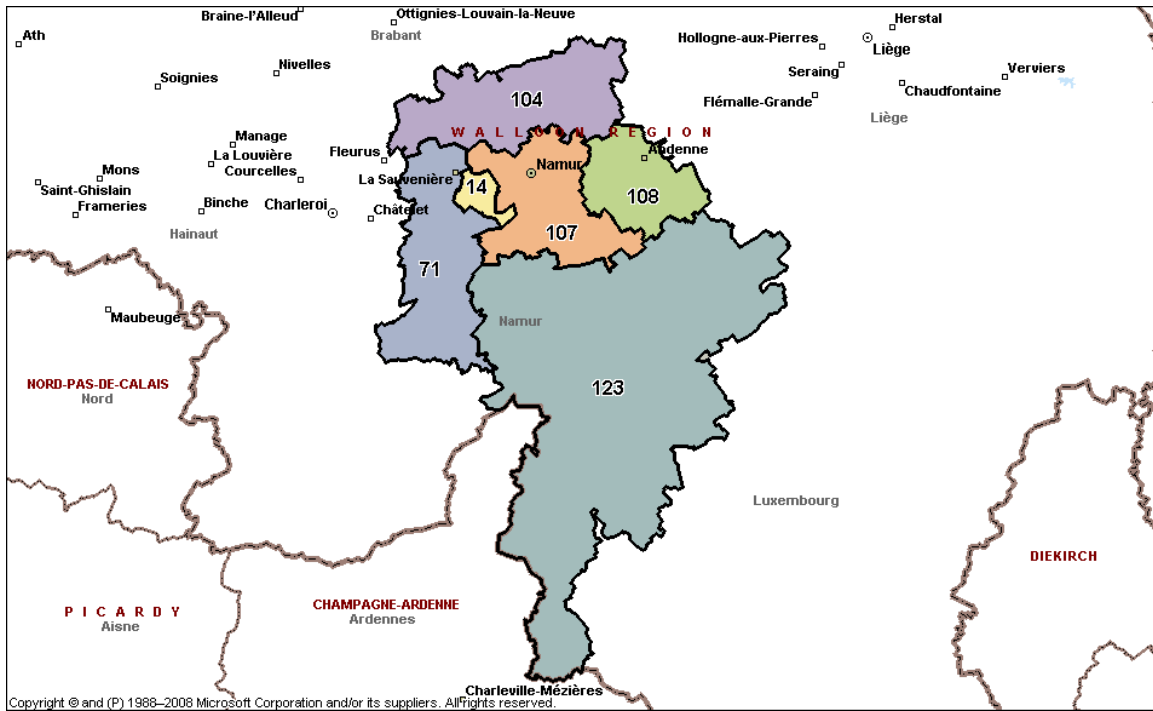 Braine-l'Alleud
Ottignies-Louvain-la-Neuve
Herstal
Ath
Brabant
Hollogne-aux-Pierres
Liège
Nivelles
Soignies
Seraing
Verviers
Chaudfontaine
104
Flémalle-Grande
Liège
WALLOON REGION
Manage
Fleurus
Andenne
La Louvière
Namur
Mons
Courcelles
La Sauvenière
Saint-Ghislain
14
108
Binche
Charleroi
Châtelet
Frameries
Hainaut
107
71
Maubeuge
Namur
NORD-PAS-DE-CALAIS
Nord
123
Luxembourg
DIEKIRCH
PICARDY
Aisne
CHAMPAGNE-ARDENNE
Ardennes
Charleville-Mézières
Copyright © and (P) 1988–2008 Microsoft Corporation and/or its suppliers. All rights reserved.